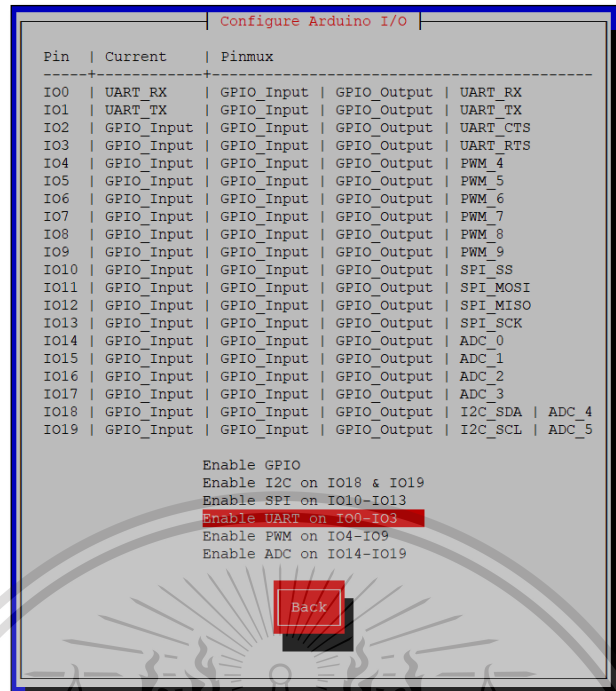 Configure Arduino I/O
Pin | Current | Pinmux
-----+------------+-------------------------------------------
IO0 | UART_RX | GPIO_Input | GPIO_Output | UART_RX
IO1 | UART_TX | GPIO_Input | GPIO_Output | UART_TX
IO2 | GPIO_Input | GPIO_Input | GPIO_Output | UART_CTS
IO3 | GPIO_Input | GPIO_Input | GPIO_Output | UART_RTS
IO4 | GPIO_Input | GPIO_Input | GPIO_Output | PWM_4
IO5 | GPIO_Input | GPIO_Input | GPIO_Output | PWM_5
IO6 | GPIO_Input | GPIO_Input | GPIO_Output | PWM_6
IO7 | GPIO_Input | GPIO_Input | GPIO_Output | PWM_7
IO8 | GPIO_Input | GPIO_Input | GPIO_Output | PWM_8
IO9 | GPIO_Input | GPIO_Input | GPIO_Output | PWM_9
IO10 | GPIO_Input | GPIO_Input | GPIO_Output | SPI_SS
IO11 | GPIO_Input | GPIO_Input | GPIO_Output | SPI_MOSI
IO12 | GPIO_Input | GPIO_Input | GPIO_Output | SPI_MISO
IO13 | GPIO_Input | GPIO_Input | GPIO_Output | SPI_SCK
IO14 | GPIO_Input | GPIO_Input | GPIO_Output | ADC_0
IO15 | GPIO_Input | GPIO_Input | GPIO_Output | ADC_1
IO16 | GPIO_Input | GPIO_Input | GPIO_Output | ADC_2
IO17 | GPIO_Input | GPIO_Input | GPIO_Output | ADC_3
IO18 | GPIO_Input | GPIO_Input | GPIO_Output | I2C_SDA | ADC_4
IO19 | GPIO_Input | GPIO_Input | GPIO_Output | I2C_SCL | ADC_5
Enable GPIO
Enable I2C on IO18 & IO19
Enable SPI on IO10-IO13
Enable UART on IO0-IO3
Enable PWM on IO4-IO9
Enable ADC on IO14-IO19
Back